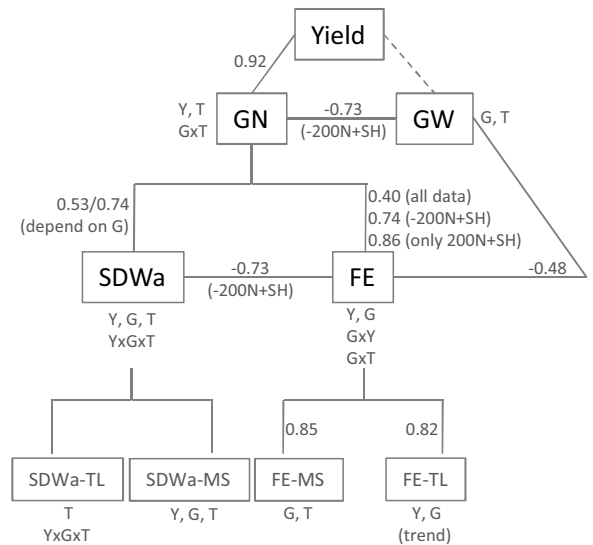 Yield
0.92
Y, T
GxT
GN
-0.73
(-200N+SH)
GW
G, T
0.53/0.74
(depend on G)
0.40 (all data)
0.74 (-200N+SH)
0.86 (only 200N+SH)
SDWa
-0.73
(-200N+SH)
FE
-0.48
Y, G, T
YxGxT
Y, G
GxY
GxT
0.85
0.82
SDWa-TL
SDWa-MS
FE-MS
FE-TL
T
YxGxT
Y, G, T
G, T
Y, G
(trend)